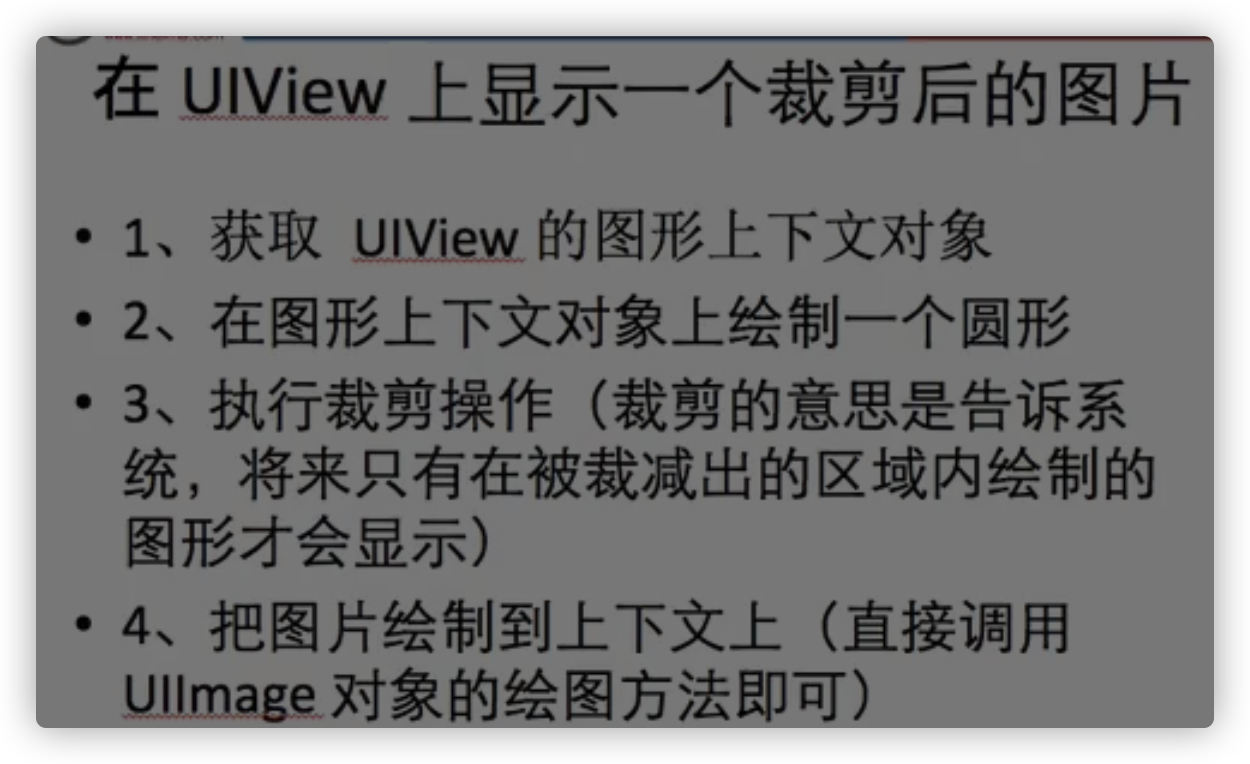 在 UIView 上显示一个裁剪后的图片
• 1、获取 UIView 的图形上下文对象
• 2、在图形上下文对象上绘制一个圆形
• 3、执行裁剪操作（裁剪的意思是告诉系
统，将来只有在被裁减出的区域内绘制的
图形才会显示）
• 4、把图片绘制到上下文上（直接调用
UIImage 对象的绘图方法即可）